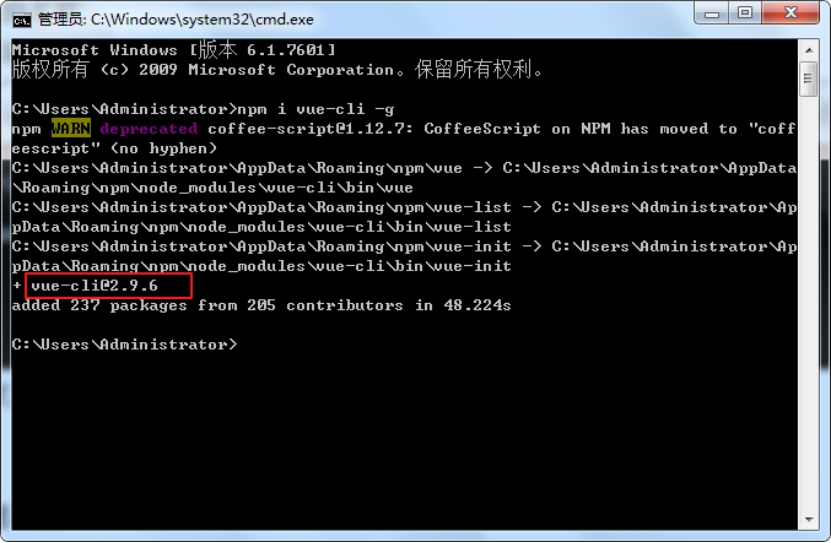 管理员: C:\Windows\system32\cmd.exe
Microsoft Windows [版本 6.1.7601]
版权所有 (c) 2009 Microsoft Corporation。保留所有权利。
C:\Users\Administrator>npm i vue-cli -g
npm WARN deprecated coffee-script@1.12.7: CoffeeScript on NPM has moved to "coff
eescript" (no hyphen)
C:\Users\Administrator\AppData\Roaming\npm\vue -> C:\Users\Administrator\AppData
\Roaming\npm\node_modules\vue-cli\bin\vue
C:\Users\Administrator\AppData\Roaming\npm\vue-list -> C:\Users\Administrator\Ap
pData\Roaming\npm\node_modules\vue-cli\bin\vue-list
C:\Users\Administrator\AppData\Roaming\npm\vue-init -> C:\Users\Administrator\Ap
pData\Roaming\npm\node_modules\vue-cli\bin\vue-init
+ vue-cli@2.9.6
added 237 packages from 205 contributors in 48.224s
C:\Users\Administrator>